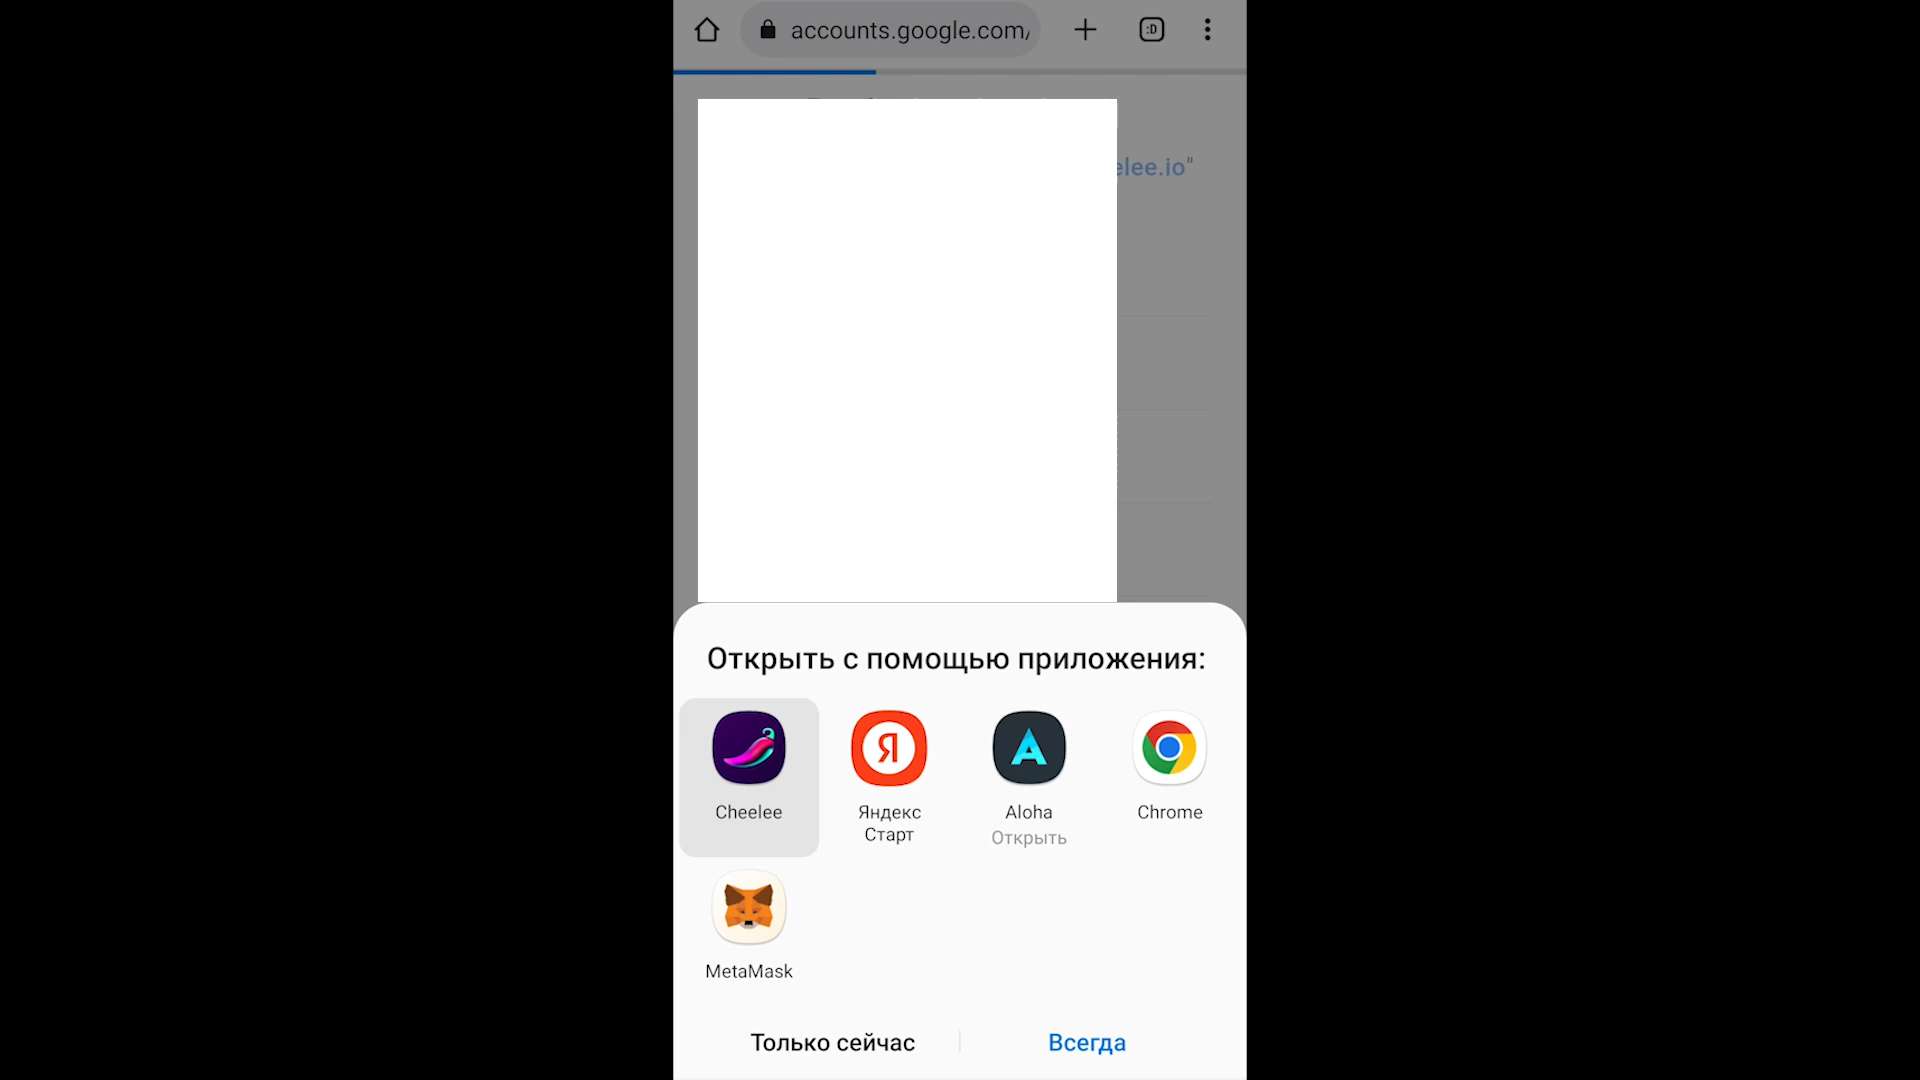 accounts.google.com/
:D
elee.io"
Открыть с помощью приложения:
Cheelee
Яндекс
Старт
Aloha
Открыть
Chrome
MetaMask
Только сейчас
Всегда